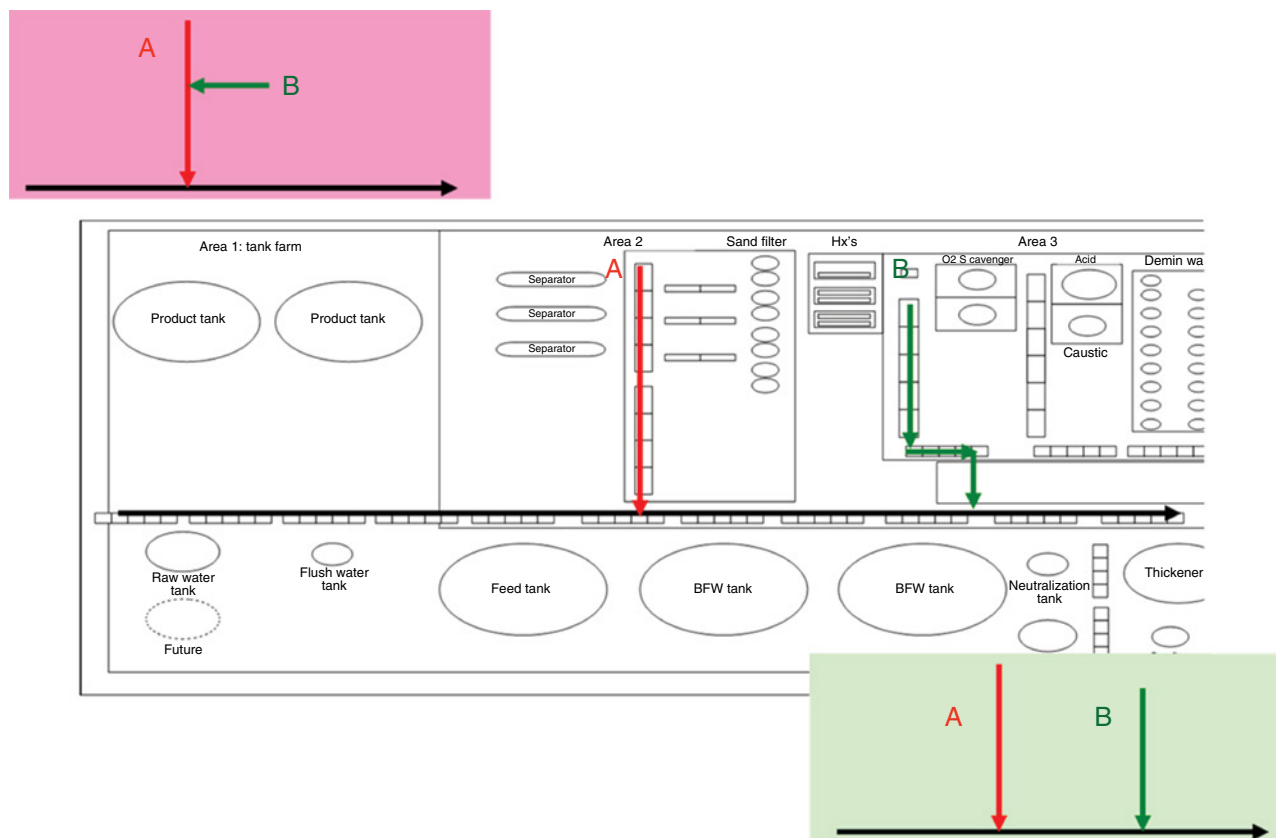 A
B
Area 1: tank farm
Area 2
Sand filter
Hx's
Area 3
A
B
O2 S cavenger
Acid
Demin wa
Separator
Product tank
Product tank
Separator
Separator
Caustic
Raw water
tank
Flush water
tank
Feed tank
BFW tank
BFW tank
Neutralization
tank
Thickener
Future
A
B